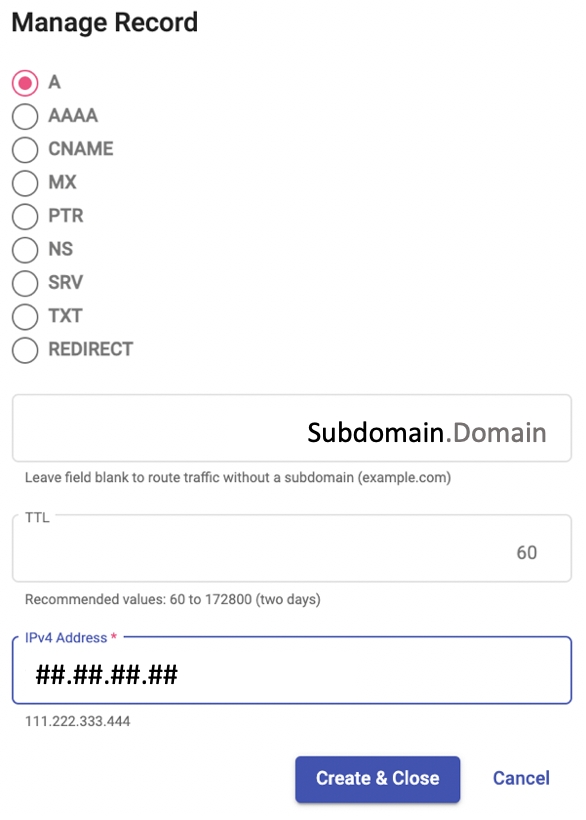 Manage Record
A
AAAA
CNAME
MX
PTR
NS
SRV
TXT
REDIRECT
Subdomain.Domain
Leave field blank to route traffic without a subdomain (example.com)
TTL
60
Recommended values: 60 to 172800 (two days)
IPv4 Address *
##.##.##.##
111.222.333.444
Create & Close Cancel